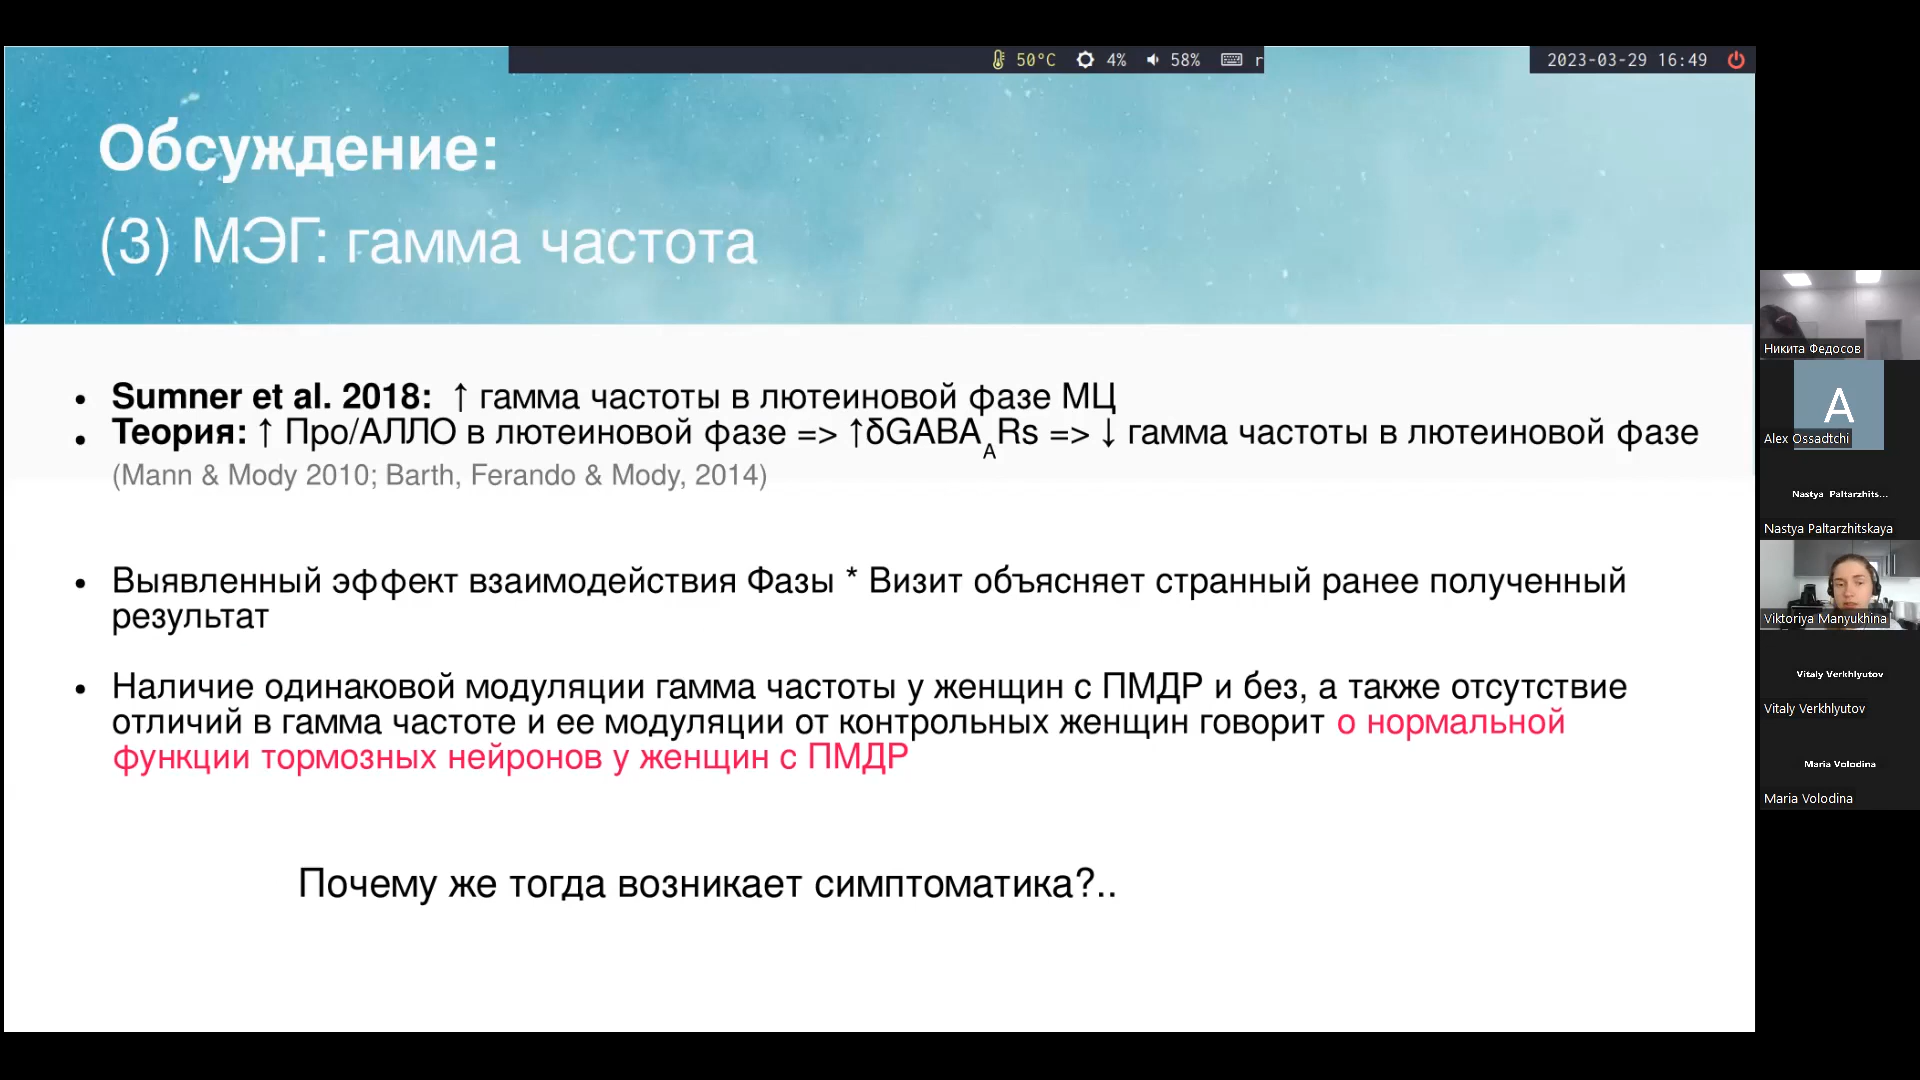 50°C 4% 58% r
2023-03-29 16:49
Обсуждение:
(3) МЭГ: гамма частота
• Sumner et al. 2018: ↑ гамма частоты в лютеиновой фазе МЦ
• Теория: ↑ Про/АЛЛО в лютеиновой фазе => ↑δGABAARs => ↓ гамма частоты в лютеиновой фазе
(Mann & Mody 2010; Barth, Ferando & Mody, 2014)
• Выявленный эффект взаимодействия Фазы * Визит объясняет странный ранее полученный
результат
• Наличие одинаковой модуляции гамма частоты у женщин с ПМДР и без, а также отсутствие
отличий в гамма частоте и ее модуляции от контрольных женщин говорит о нормальной
функции тормозных нейронов у женщин с ПМДР
Почему же тогда возникает симптоматика?..
Никита Федосов
A
Alex Ossadtchi
Nastya Paltarzhits...
Nastya Paltarzhitskaya
Viktoriya Manyukhina
Vitaly Verkhlyutov
Vitaly Verkhlyutov
Maria Volodina
Maria Volodina